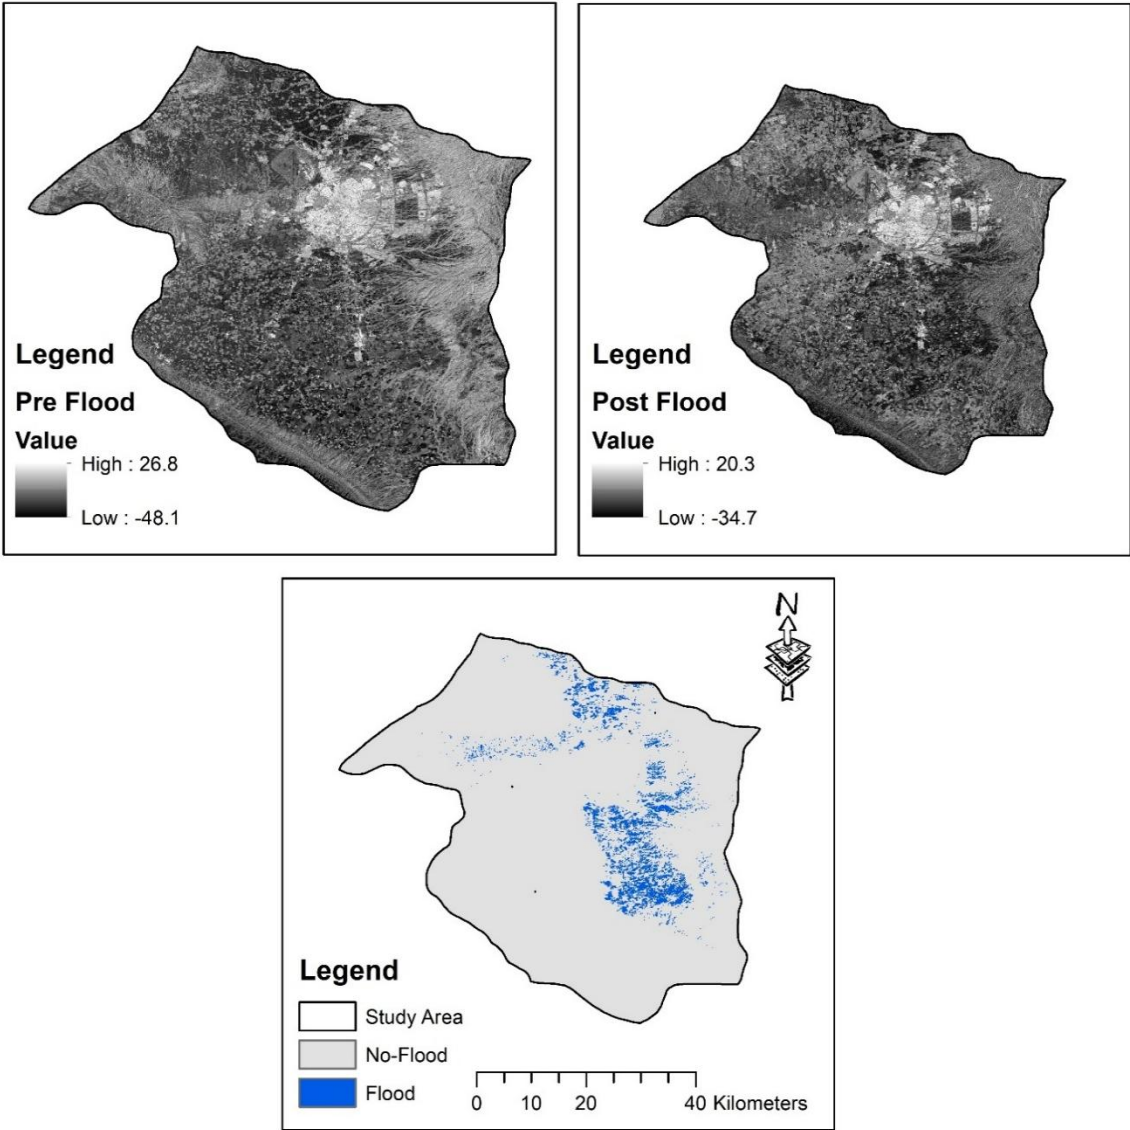 Legend
Pre Flood
Value
High : 26.8
Low : -48.1
Legend
Post Flood
Value
High : 20.3
Low : -34.7
N
Legend
Study Area
No-Flood
Flood
0 10 20 40 Kilometers